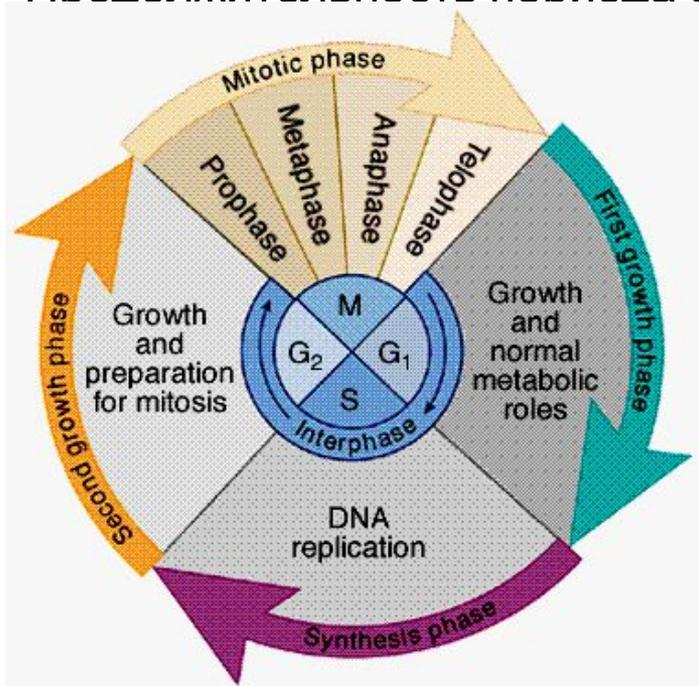 Mitotic phase
Prophase
Metaphase
Anaphase
Telophase
First growth phase
Growth
and
normal
metabolic
roles
M
G1
G2
S
Interphase
Growth
and
preparation
for mitosis
Second growth phase
DNA
replication
Synthesis phase